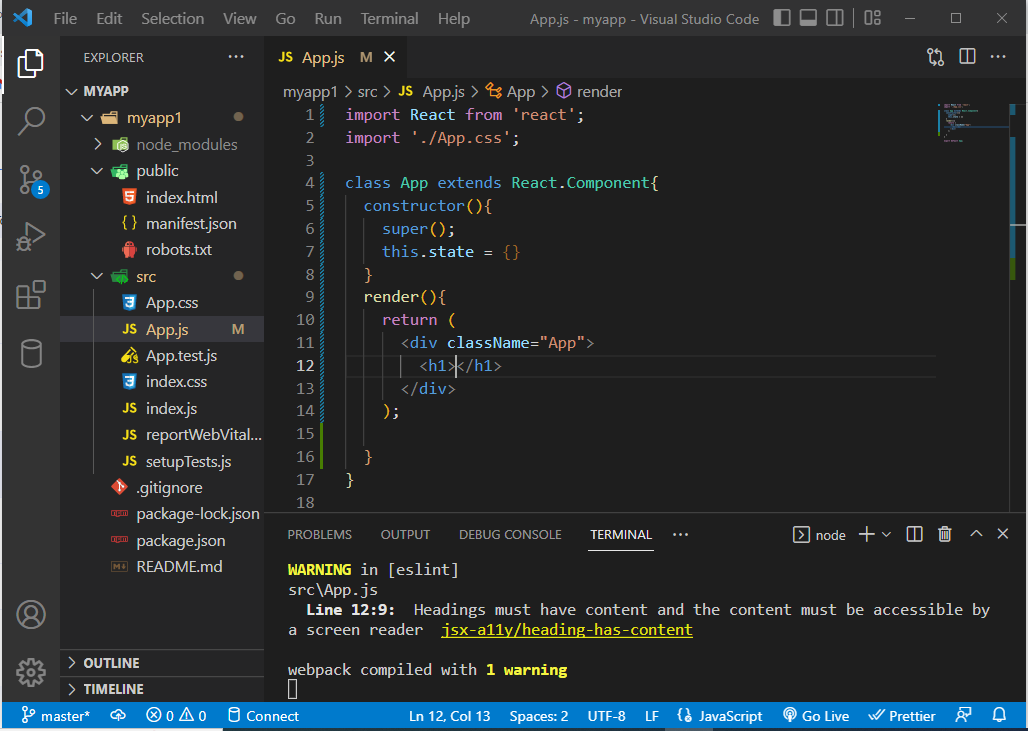 File Edit Selection View Go Run Terminal Help App.js - myapp - Visual Studio Code
EXPLORER
MYAPP
myapp1
node_modules
public
index.html
manifest.json
robots.txt
src
App.css
App.js M
App.test.js
index.css
index.js
reportWebVital...
setupTests.js
.gitignore
package-lock.json
package.json
README.md
OUTLINE
TIMELINE
5
JS App.js M
myapp1 > src > JS App.js > App > render
1 import React from 'react';
2 import './App.css';
3
4 class App extends React.Component{
5 constructor(){
6 super();
7 this.state = {}
8 }
9 render(){
10 return (
11 <div className="App">
12 <h1></h1>
13 </div>
14 );
15
16 }
17 }
18
PROBLEMS OUTPUT DEBUG CONSOLE TERMINAL ... node
WARNING in [eslint]
src\App.js
Line 12:9: Headings must have content and the content must be accessible by
a screen reader jsx-a11y/heading-has-content
webpack compiled with 1 warning
master* 0 0 Connect Ln 12, Col 13 Spaces: 2 UTF-8 LF JavaScript Go Live Prettier